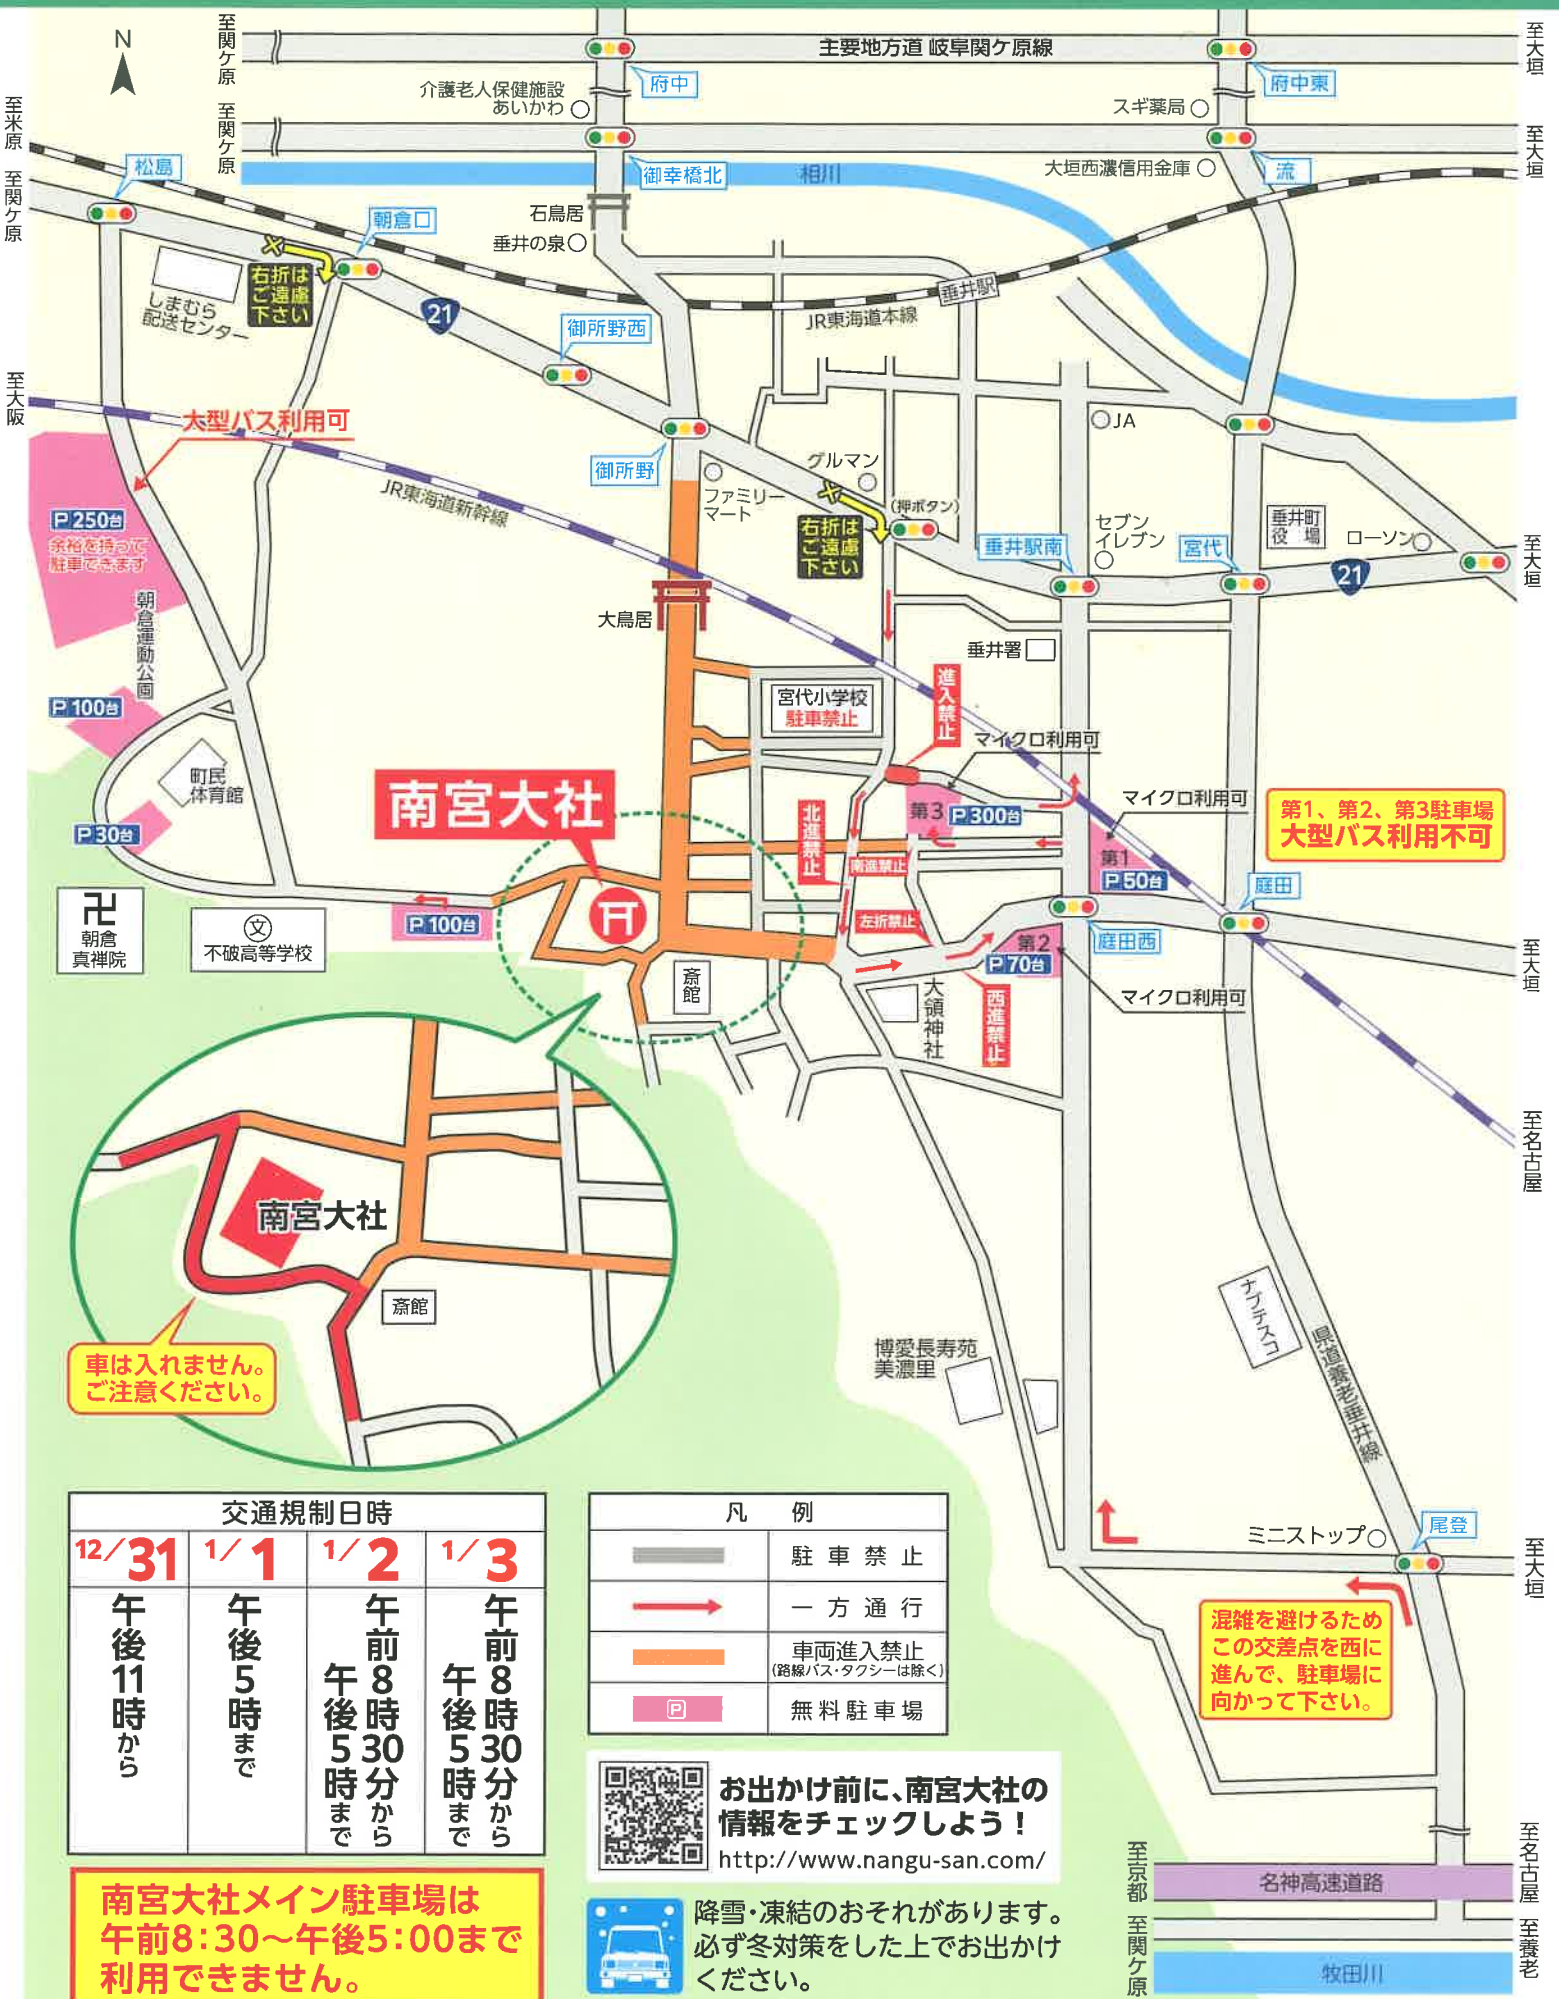 N
至関ケ原
主要地方道 岐阜関ケ原線
至大垣
府中
府中東
介護老人保健施設
あいかわ
スギ薬局
至米原
至関ケ原
至大垣
松島
御幸橋北
相川
大垣西濃信用金庫
流
至関ケ原
朝倉口
石鳥居
垂井の泉
右折は
ご遠慮
下さい
しまむら
配送センター
21
垂井駅
JR東海道本線
御所野西
至大阪
大型バス利用可
JA
御所野
グルマン
ファミリー
マート
JR東海道新幹線
(押ボタン)
右折は
ご遠慮
下さい
P250台
余裕を持って
駐車できます
セブン
イレブン
垂井町
役場
ローソン
垂井駅南
宮代
21
至大垣
朝倉運動公園
大鳥居
垂井署
P100台
宮代小学校
駐車禁止
進入禁止
マイクロ利用可
町民
体育館
南宮大社
北進禁止
第3 P300台
マイクロ利用可
第1、第2、第3駐車場
大型バス利用不可
P30台
南進禁止
第1
P50台
庭田
卍
朝倉
真禅院
文
不破高等学校
P100台
左折禁止
第2
P70台
庭田西
至大垣
斎館
大領神社
西進禁止
マイクロ利用可
至名古屋
南宮大社
斎館
車は入れません。
ご注意ください。
ナブテスコ
博愛長寿苑
美濃里
県道養老垂井線
交通規制日時
12/31
1/1
1/2
1/3
午後11時から
午後5時まで
午前8時30分から
午後5時まで
午前8時30分から
午後5時まで
凡 例
駐車禁止
一方通行
車両進入禁止
(路線バス・タクシーは除く)
P
無料駐車場
ミニストップ
尾登
至大垣
混雑を避けるため
この交差点を西に
進んで、駐車場に
向かって下さい。
お出かけ前に、南宮大社の
情報をチェックしよう！
http://www.nangu-san.com/
南宮大社メイン駐車場は
午前8:30～午後5:00まで
利用できません。
降雪・凍結のおそれがあります。
必ず冬対策をした上でお出かけ
ください。
至京都
名神高速道路
至名古屋
至関ケ原
至養老
牧田川